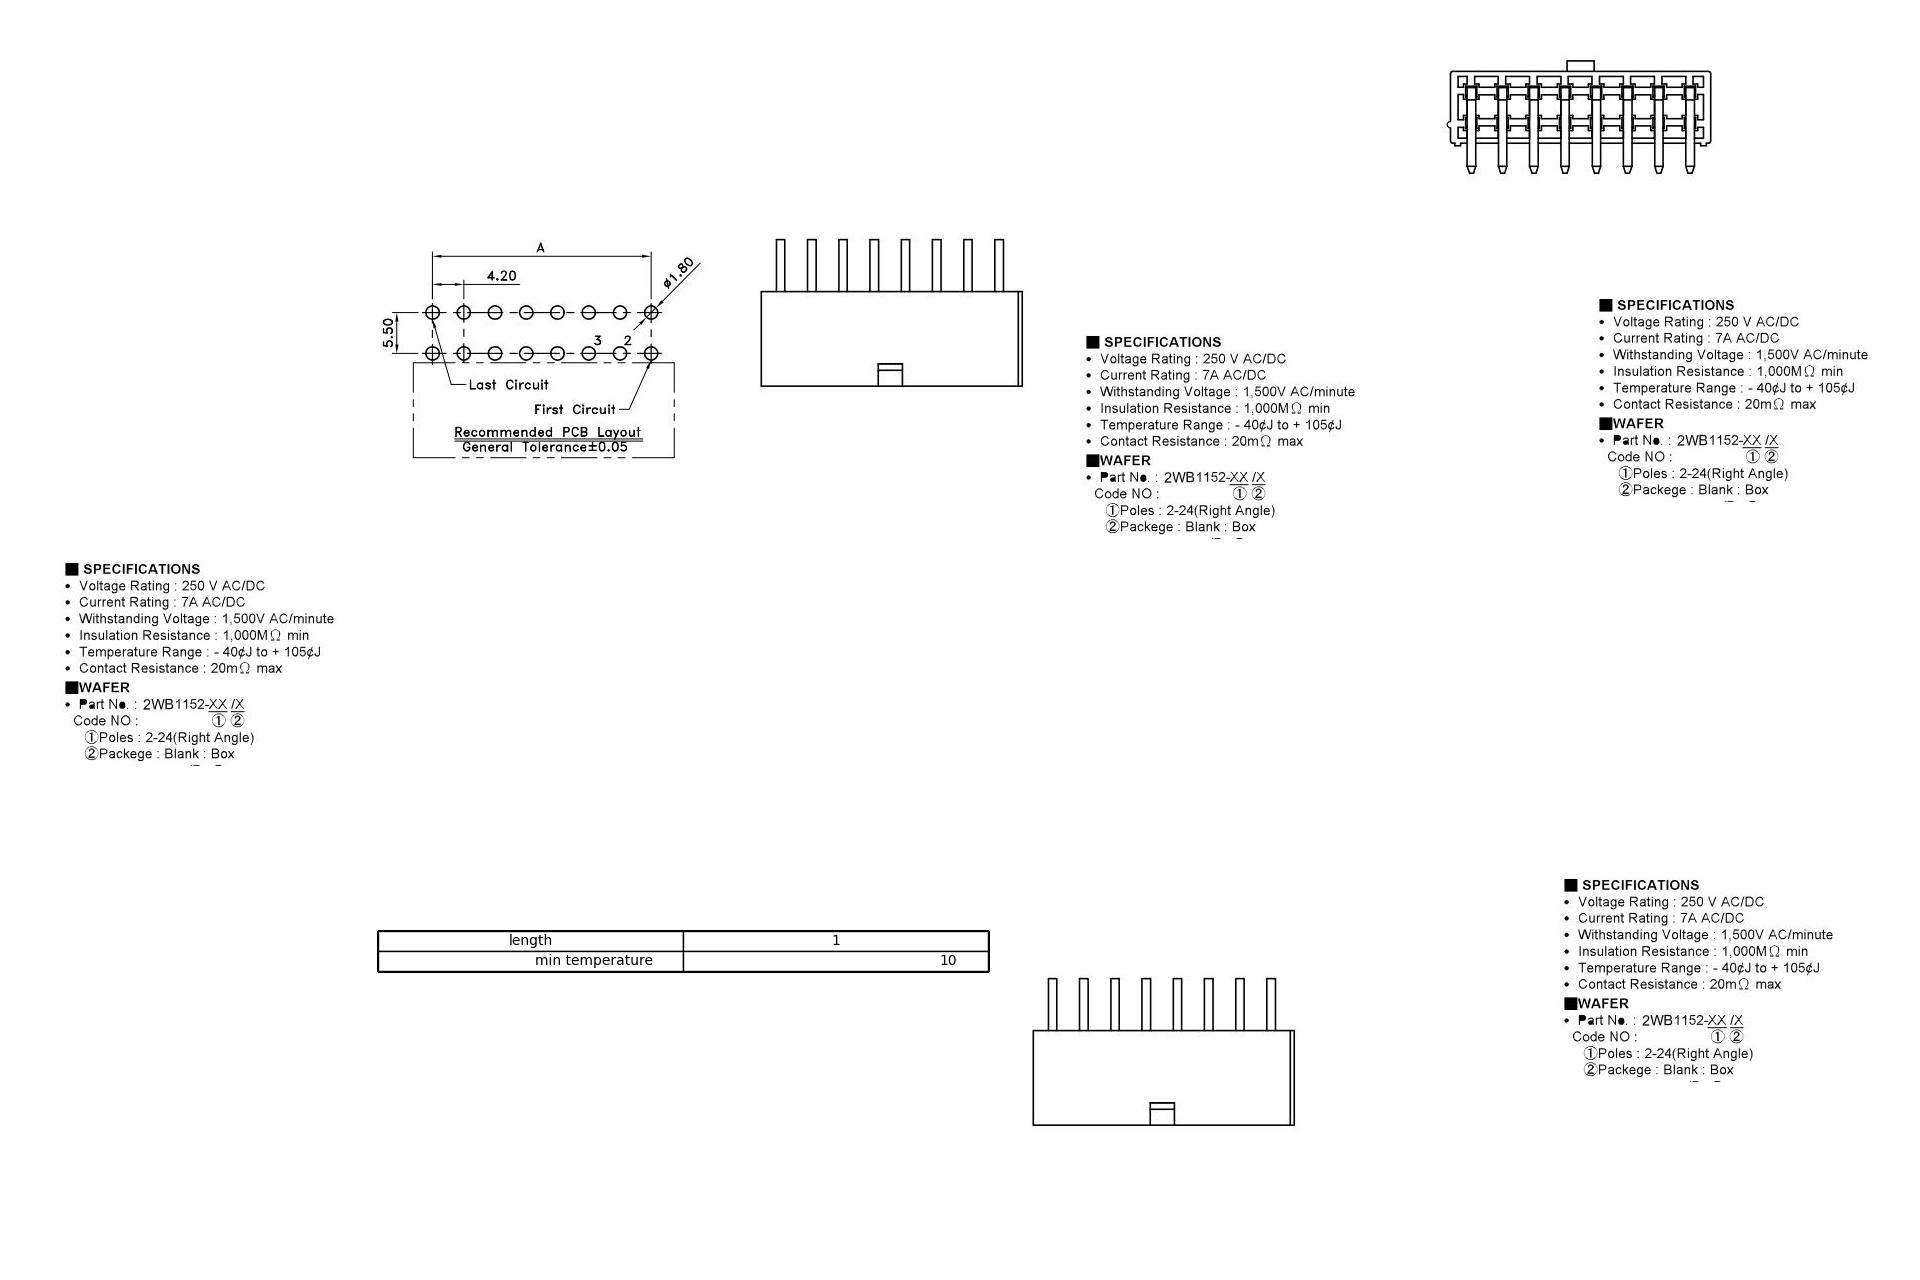 A
4.20
ø1.80
5.50
3 2
Last Circuit
First Circuit
Recommended PCB Layout
General Tolerance±0.05
■ SPECIFICATIONS
• Voltage Rating : 250 V AC/DC
• Current Rating : 7A AC/DC
• Withstanding Voltage : 1,500V AC/minute
• Insulation Resistance : 1,000MΩ min
• Temperature Range : - 40¢J to + 105¢J
• Contact Resistance : 20mΩ max
■WAFER
• Part No. : 2WB1152-XX /X
Code NO : ① ②
①Poles : 2-24(Right Angle)
②Packege : Blank : Box
■ SPECIFICATIONS
• Voltage Rating : 250 V AC/DC
• Current Rating : 7A AC/DC
• Withstanding Voltage : 1,500V AC/minute
• Insulation Resistance : 1,000MΩ min
• Temperature Range : - 40¢J to + 105¢J
• Contact Resistance : 20mΩ max
■WAFER
• Part No. : 2WB1152-XX /X
Code NO : ① ②
①Poles : 2-24(Right Angle)
②Packege : Blank : Box
■ SPECIFICATIONS
• Voltage Rating : 250 V AC/DC
• Current Rating : 7A AC/DC
• Withstanding Voltage : 1,500V AC/minute
• Insulation Resistance : 1,000MΩ min
• Temperature Range : - 40¢J to + 105¢J
• Contact Resistance : 20mΩ max
■WAFER
• Part No. : 2WB1152-XX /X
Code NO : ① ②
①Poles : 2-24(Right Angle)
②Packege : Blank : Box
length 1
min temperature 10
■ SPECIFICATIONS
• Voltage Rating : 250 V AC/DC
• Current Rating : 7A AC/DC
• Withstanding Voltage : 1,500V AC/minute
• Insulation Resistance : 1,000MΩ min
• Temperature Range : - 40¢J to + 105¢J
• Contact Resistance : 20mΩ max
■WAFER
• Part No. : 2WB1152-XX /X
Code NO : ① ②
①Poles : 2-24(Right Angle)
②Packege : Blank : Box